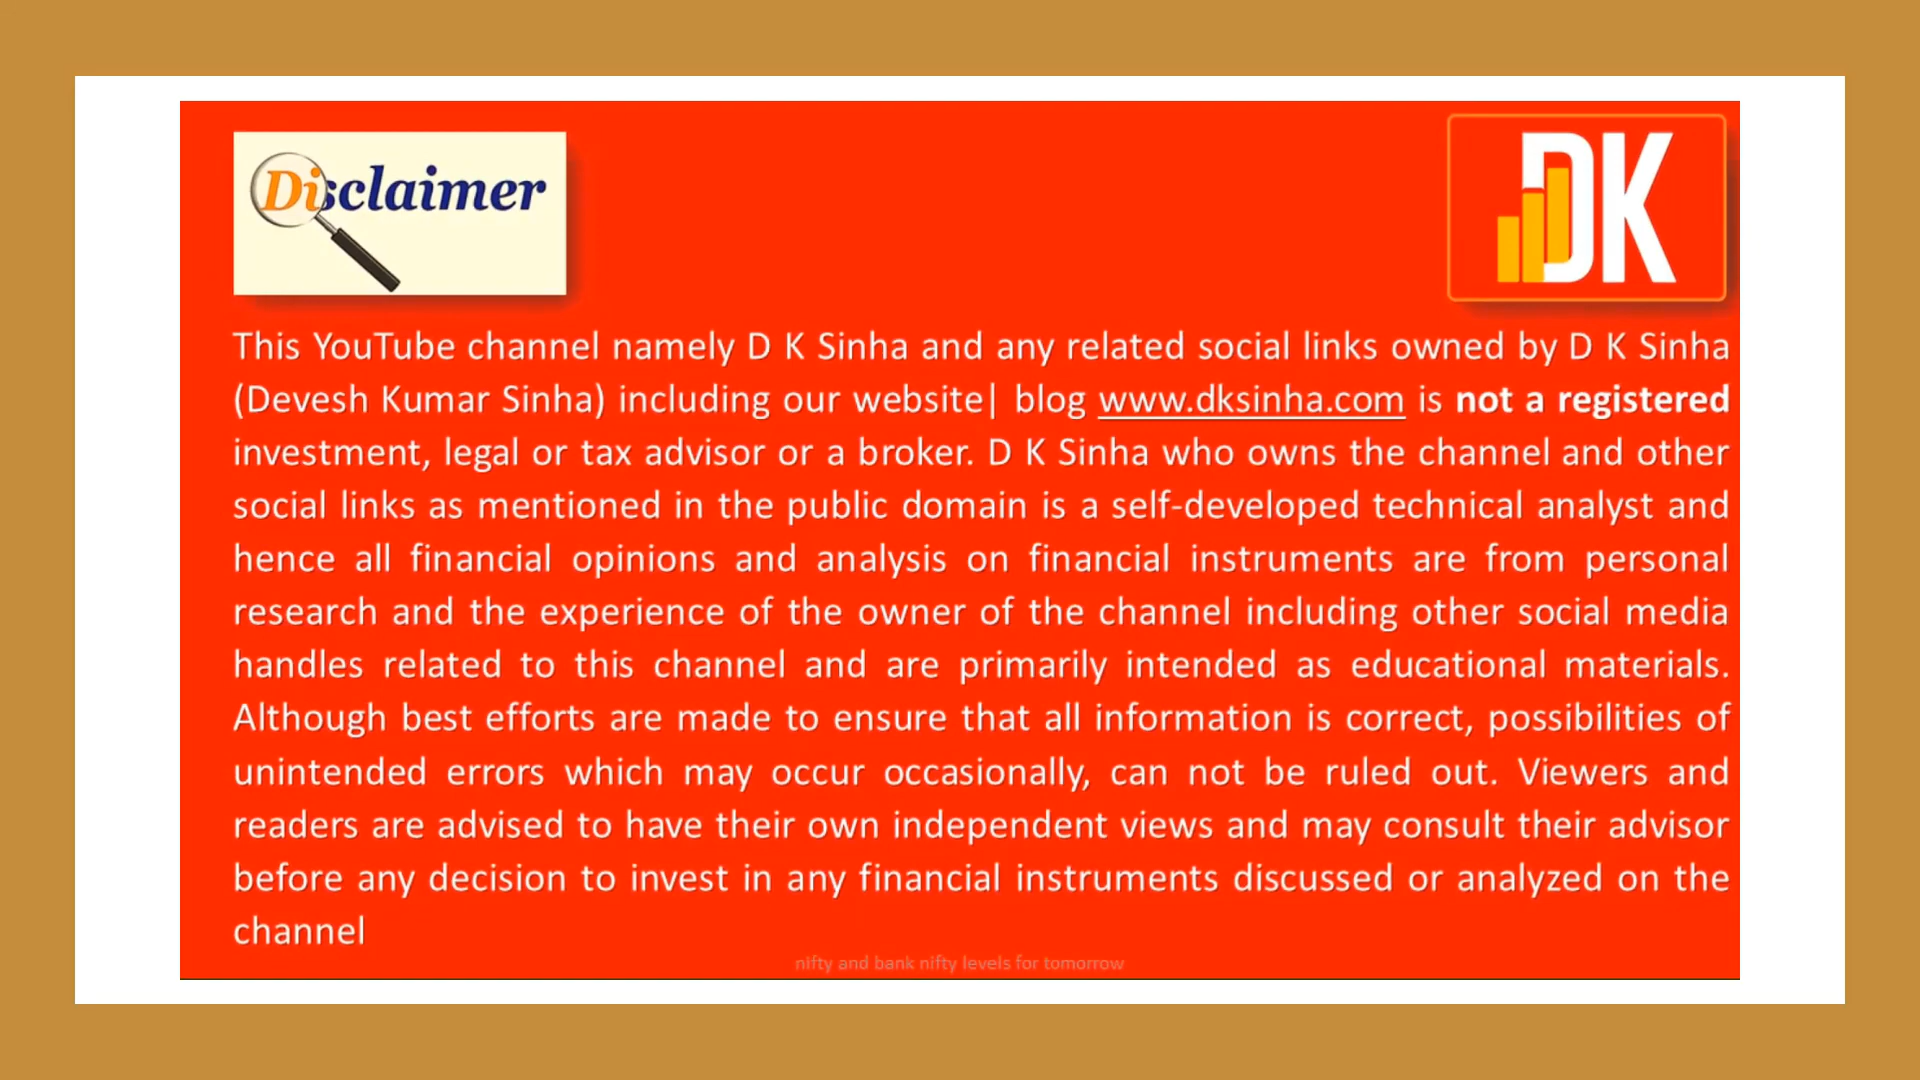 Disclaimer
DK
This YouTube channel namely D K Sinha and any related social links owned by D K Sinha
(Devesh Kumar Sinha) including our website| blog www.dksinha.com is not a registered
investment, legal or tax advisor or a broker. D K Sinha who owns the channel and other
social links as mentioned in the public domain is a self-developed technical analyst and
hence all financial opinions and analysis on financial instruments are from personal
research and the experience of the owner of the channel including other social media
handles related to this channel and are primarily intended as educational materials.
Although best efforts are made to ensure that all information is correct, possibilities of
unintended errors which may occur occasionally, can not be ruled out. Viewers and
readers are advised to have their own independent views and may consult their advisor
before any decision to invest in any financial instruments discussed or analyzed on the
channel
nifty and bank nifty levels for tomorrow